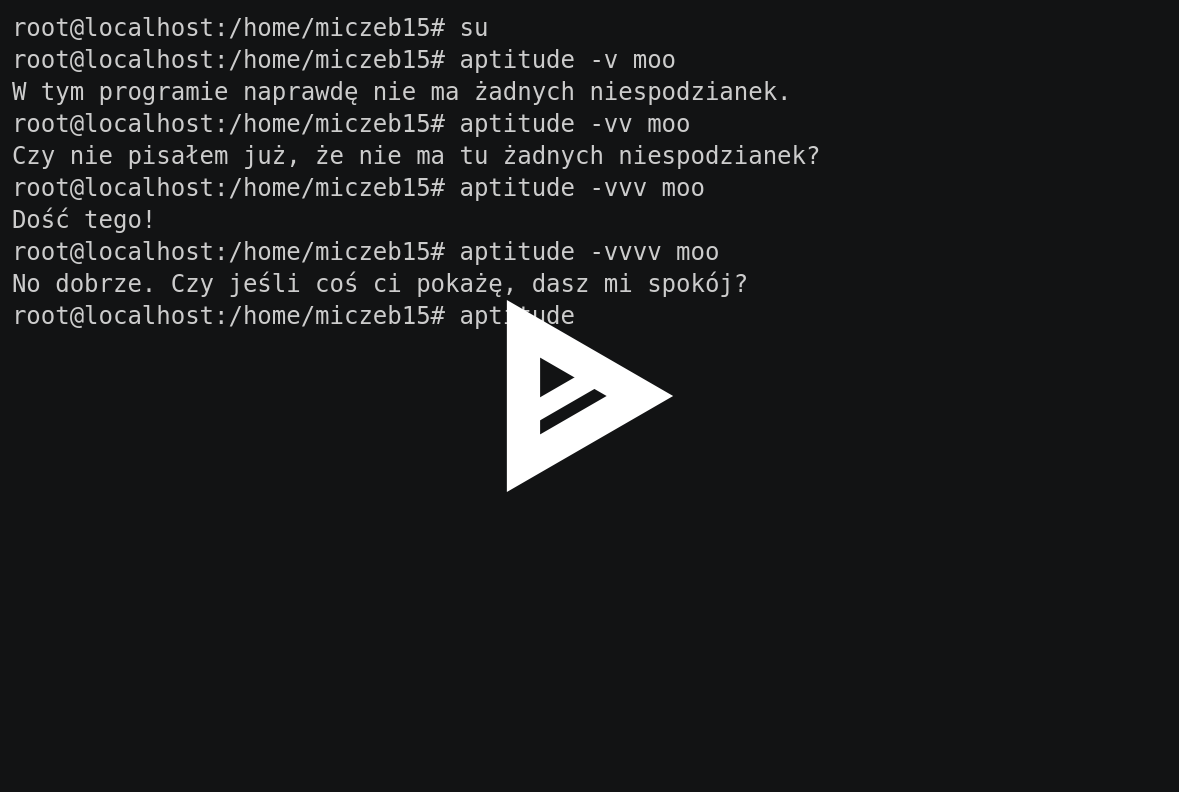 root@localhost:/home/miczeb15# su
root@localhost:/home/miczeb15# aptitude -v moo
W tym programie naprawdę nie ma żadnych niespodzianek.
root@localhost:/home/miczeb15# aptitude -vv moo
Czy nie pisałem już, że nie ma tu żadnych niespodzianek?
root@localhost:/home/miczeb15# aptitude -vvv moo
Dość tego!
root@localhost:/home/miczeb15# aptitude -vvvv moo
No dobrze. Czy jeśli coś ci pokażę, dasz mi spokój?
root@localhost:/home/miczeb15# aptitude